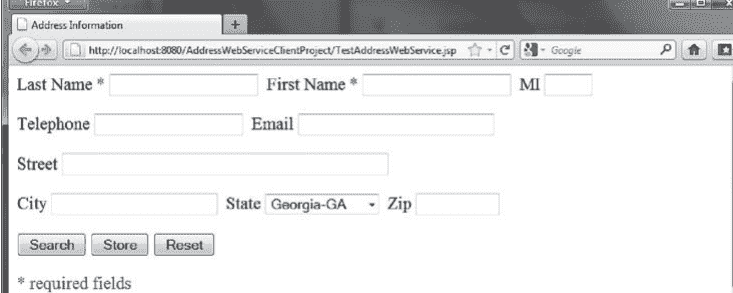 Firefox
Address Information +
http://localhost:8080/AddressWebServiceClientProject/TestAddressWebService.jsp Google
Last Name * First Name * MI
Telephone Email
Street
City State Georgia-GA Zip
Search Store Reset
* required fields